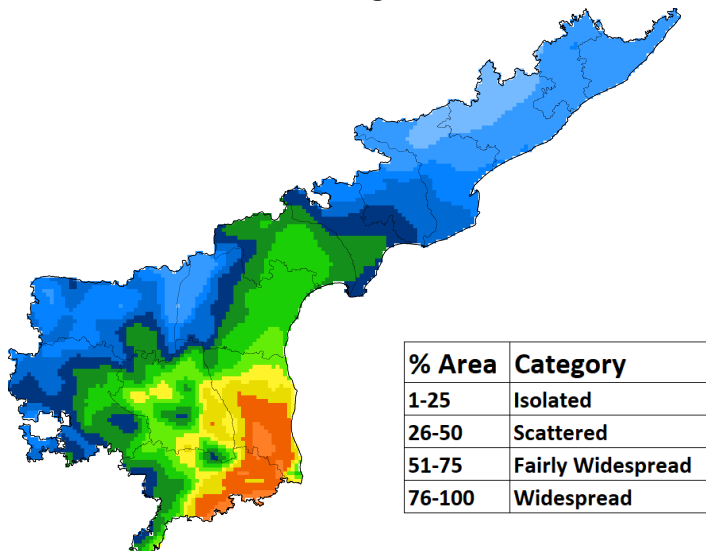 % Area Category
1-25 Isolated
26-50 Scattered
51-75 Fairly Widespread
76-100 Widespread